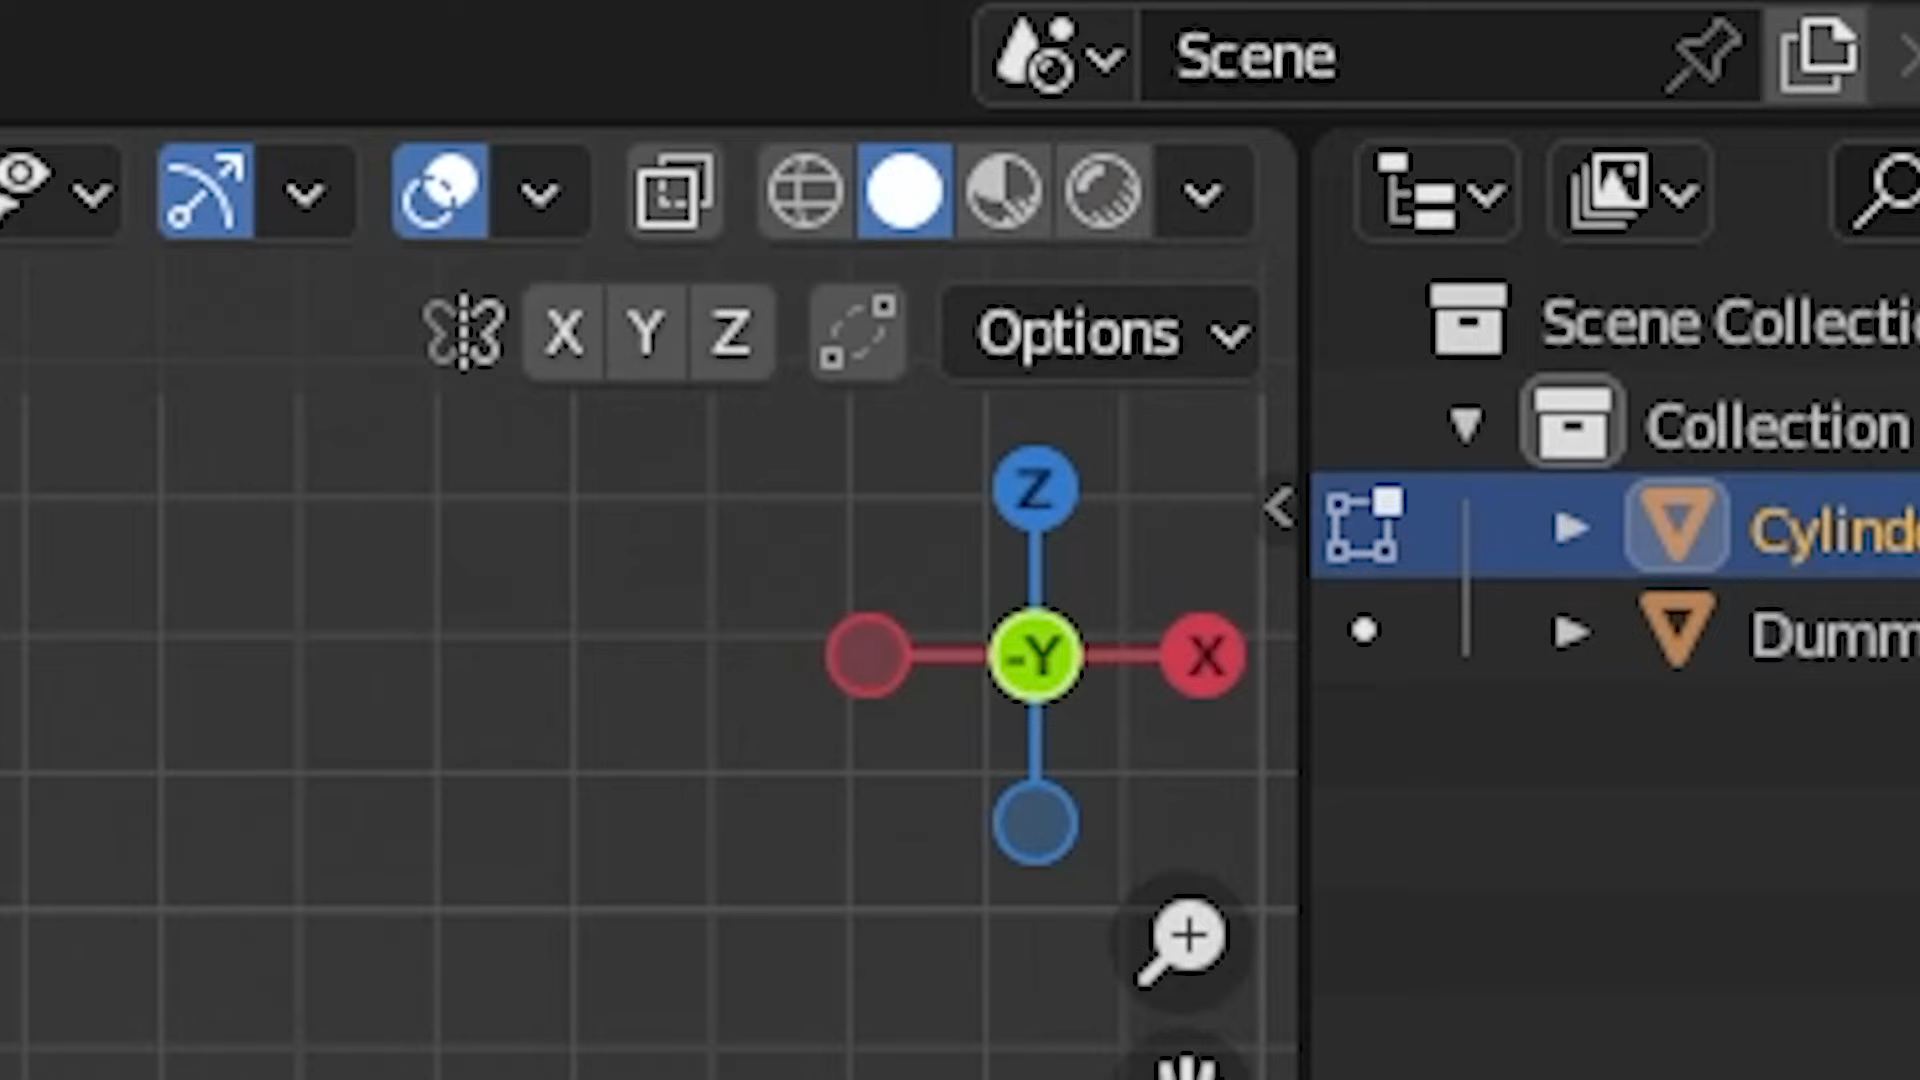 Scene
X Y Z Options
Scene Collecti
Collection
Z
Cylind
-Y X
Dumm